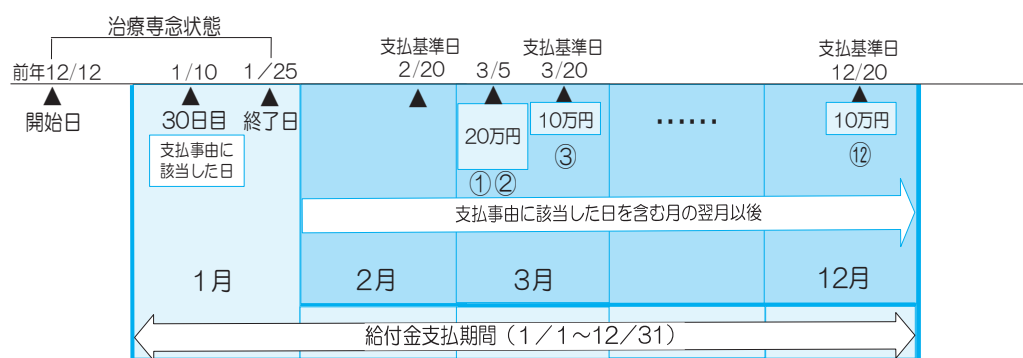 治療専念状態
支払基準日
支払基準日
支払基準日
前年12/12
1/10
1/25
2/20
3/5
3/20
12/20
開始日
30日目
終了日
支払事由に
該当した日
20万円
①②
10万円
③
……
10万円
⑫
支払事由に該当した日を含む月の翌月以後
1月
2月
3月
12月
給付金支払期間(1/1~12/31)